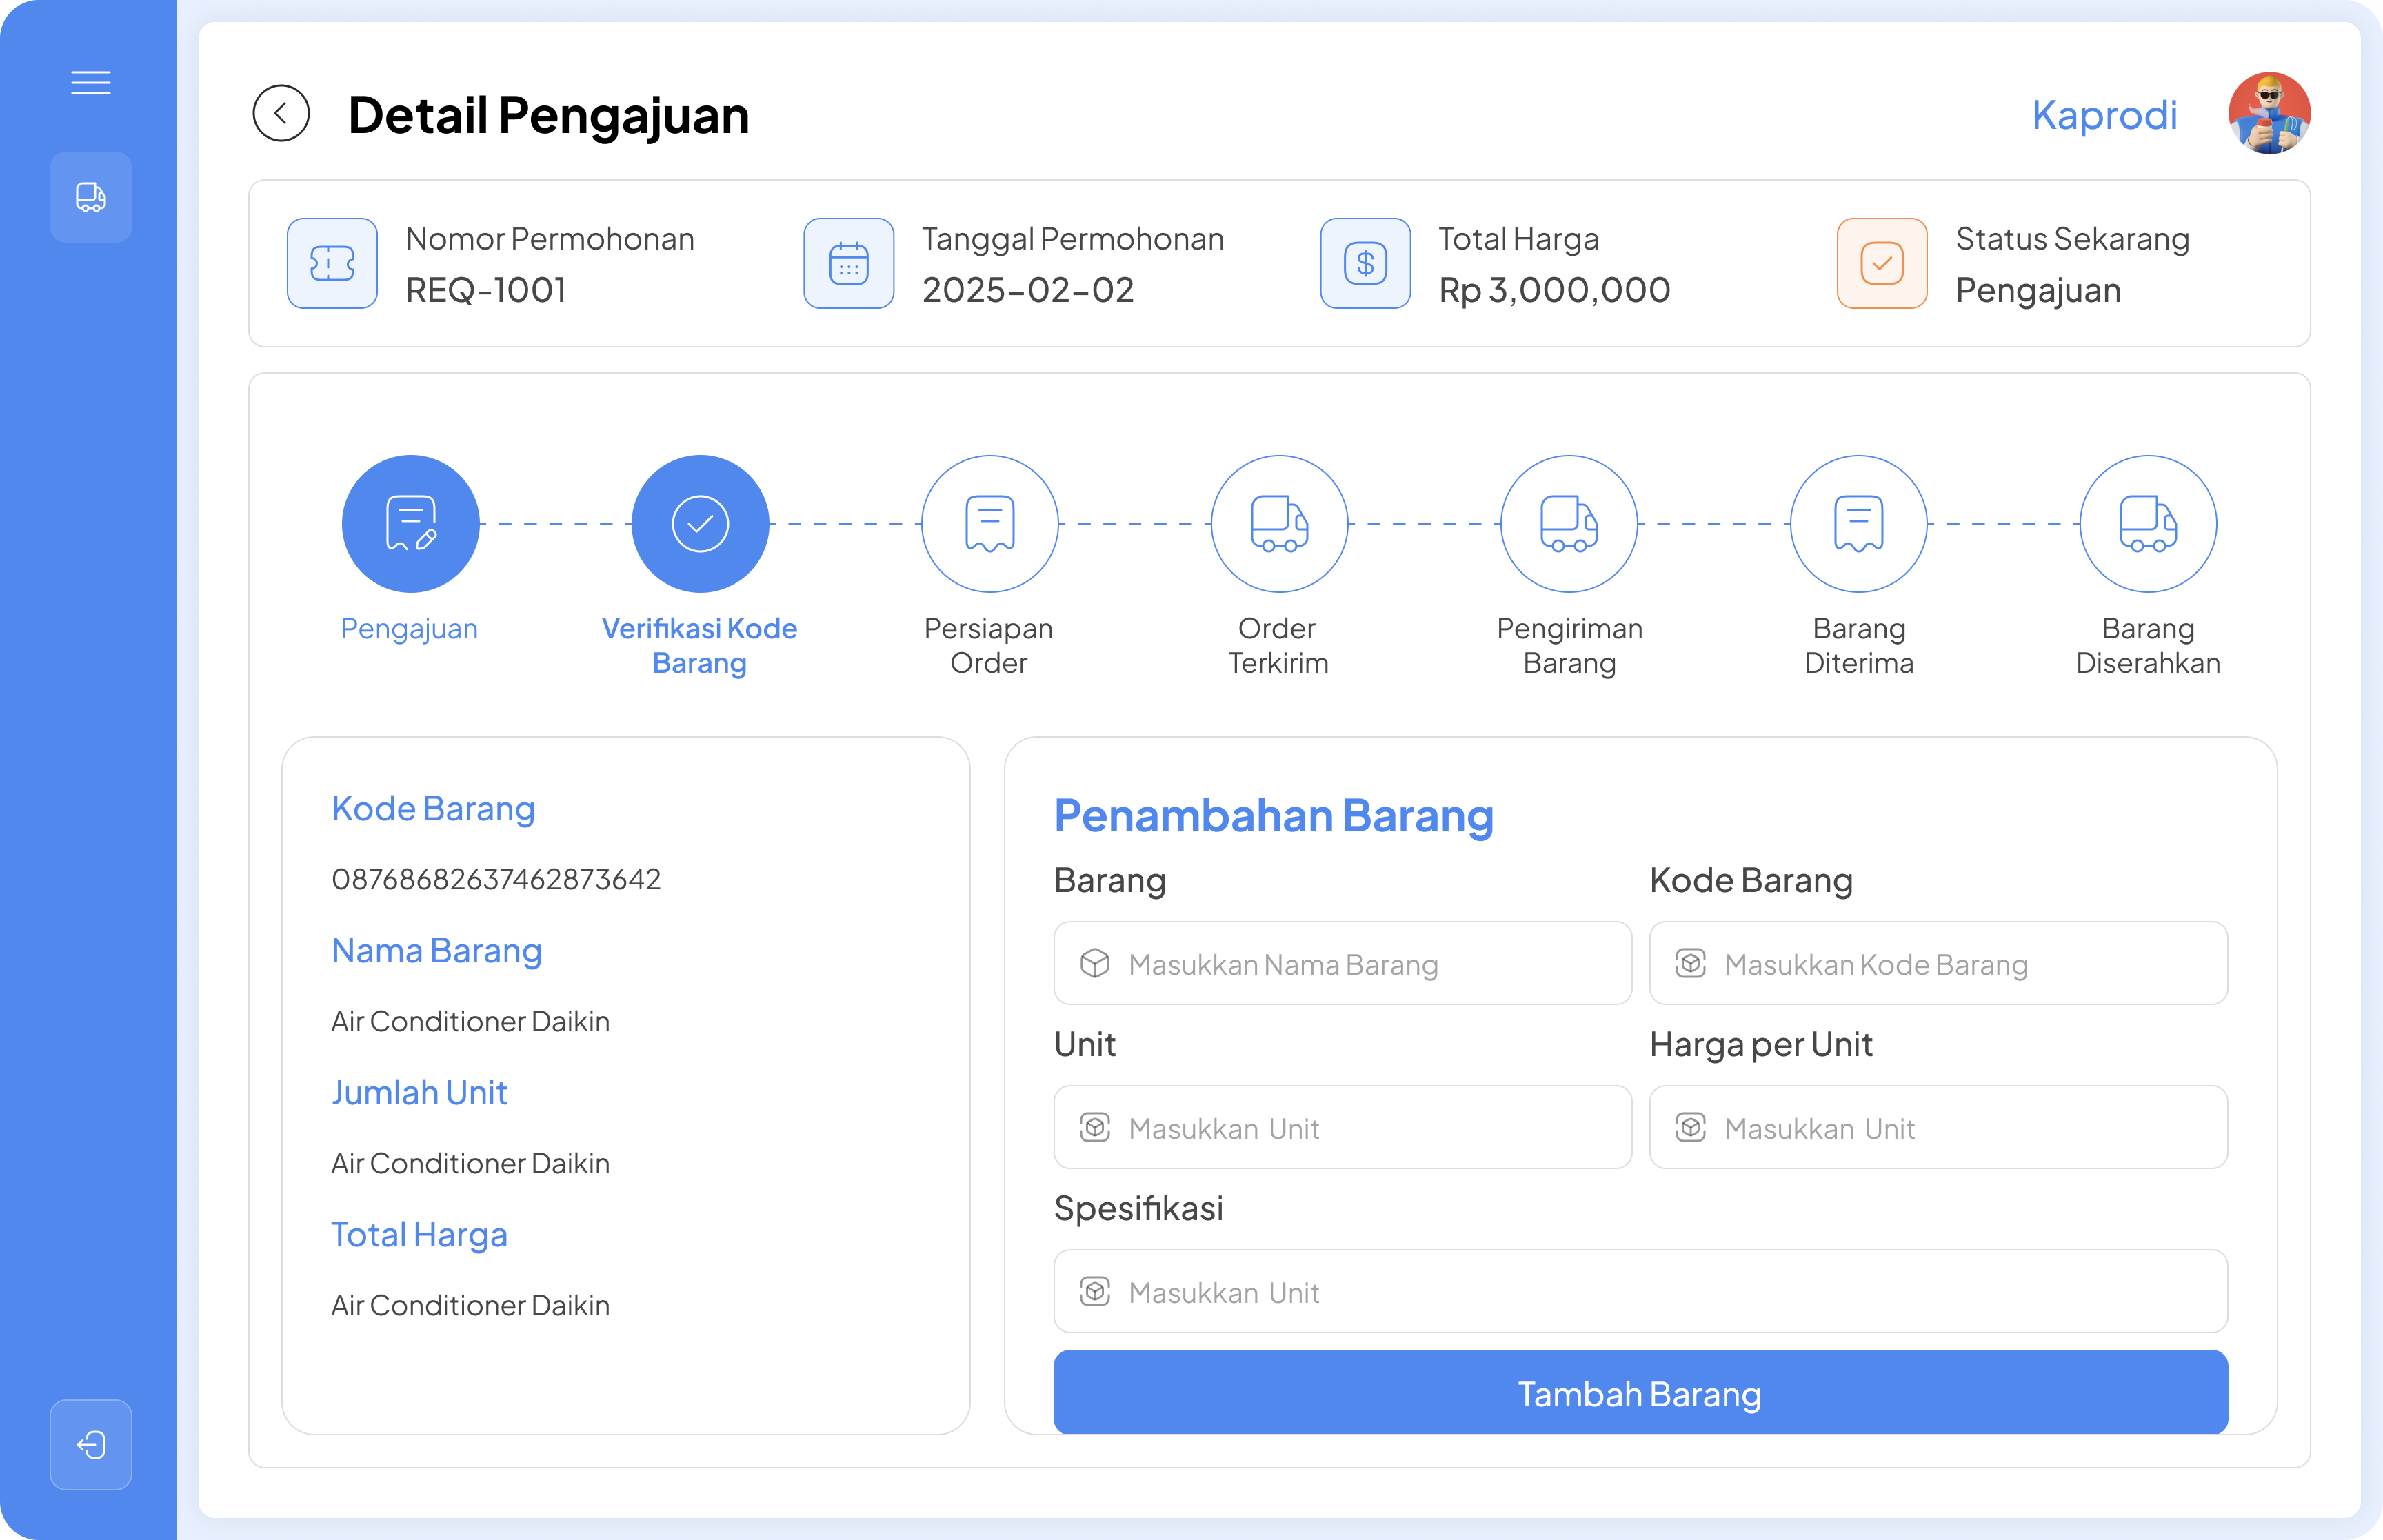 Detail Pengajuan
Kaprodi
Nomor Permohonan
REQ-1001
Tanggal Permohonan
2025-02-02
Total Harga
Rp 3,000,000
Status Sekarang
Pengajuan
Pengajuan
Verifikasi Kode
Barang
Persiapan
Order
Order
Terkirim
Pengiriman
Barang
Barang
Diterima
Barang
Diserahkan
Kode Barang
08768682637462873642
Nama Barang
Air Conditioner Daikin
Jumlah Unit
Air Conditioner Daikin
Total Harga
Air Conditioner Daikin
Penambahan Barang
Barang
Kode Barang
Masukkan Nama Barang
Masukkan Kode Barang
Unit
Harga per Unit
Masukkan Unit
Masukkan Unit
Spesifikasi
Masukkan Unit
Tambah Barang